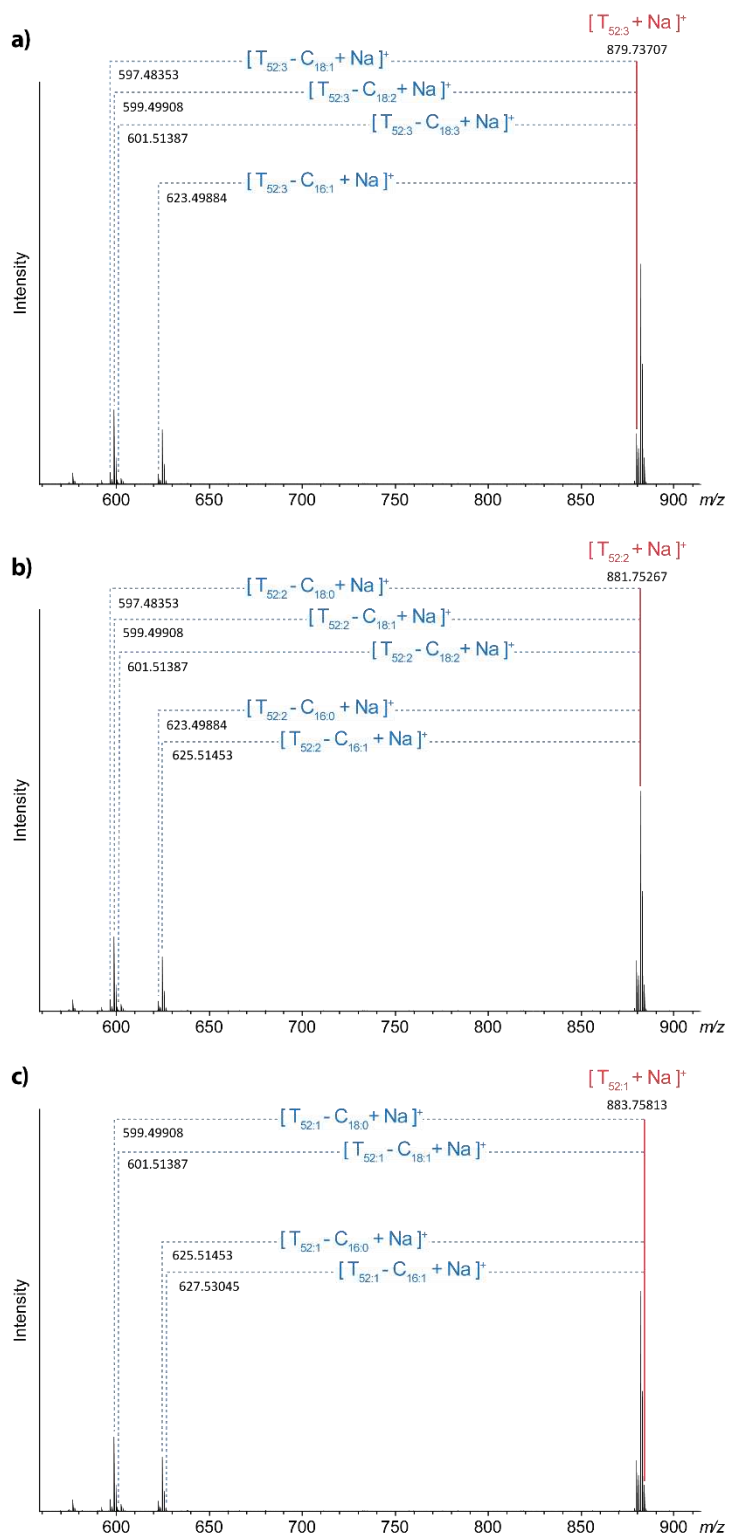 a)
[ T52:3 + Na]+
879.73707
[ T52:3 - C18:1 + Na]+
597.48353
[ T52:3 - C18:2 + Na]+
599.49908
[ T52:3 - C18:3 + Na]+
601.51387
[ T52:3 - C16:1 + Na]+
623.49884
Intensity
600 650 700 750 800 850 900 m/z
b)
[ T52:2 + Na]+
881.75267
[ T52:2 - C18:0 + Na]+
597.48353
[ T52:2 - C18:1 + Na]+
599.49908
[ T52:2 - C18:2 + Na]+
601.51387
[ T52:2 - C16:0 + Na]+
623.49884
[ T52:2 - C16:1 + Na]+
625.51453
Intensity
600 650 700 750 800 850 900 m/z
c)
[ T52:1 + Na]+
883.75813
[ T52:1 - C18:0 + Na]+
599.49908
[ T52:1 - C18:1 + Na]+
601.51387
[ T52:1 - C16:0 + Na]+
625.51453
[ T52:1 - C16:1 + Na]+
627.53045
Intensity
600 650 700 750 800 850 900 m/z